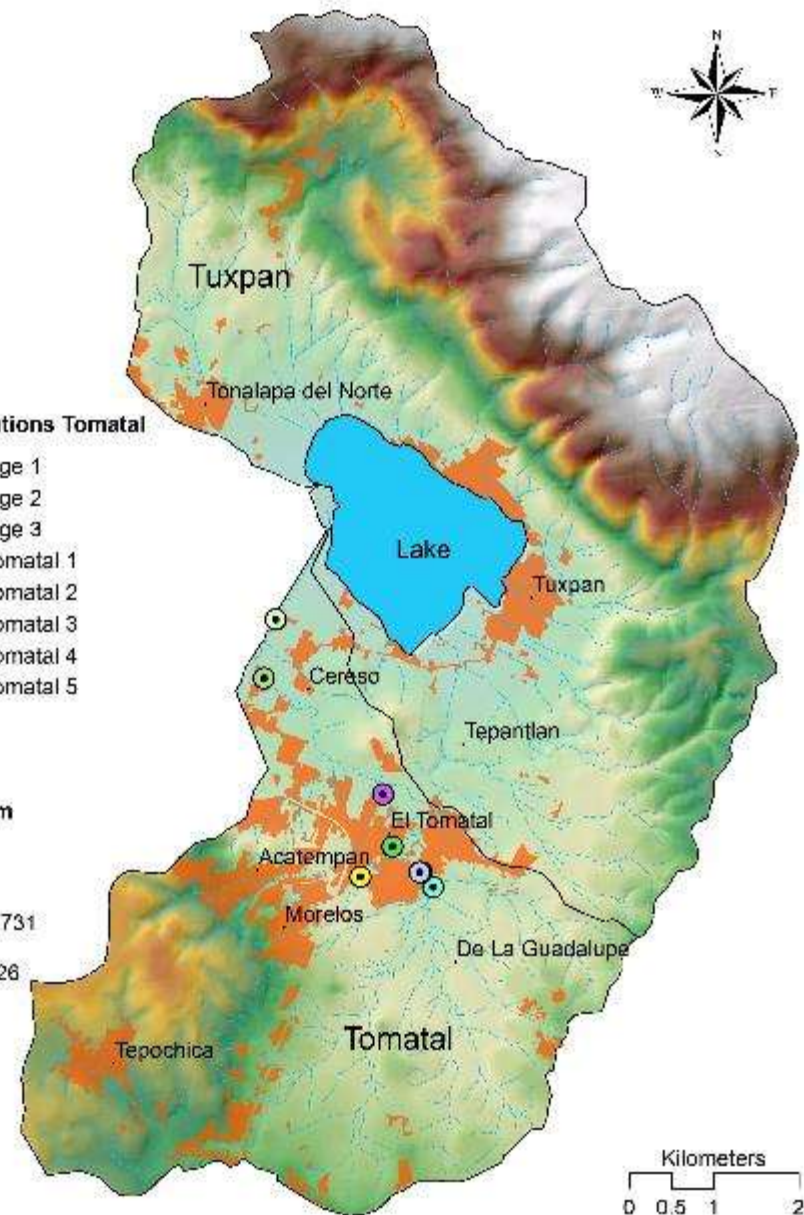 N
W
Tuxpan
Tonalapa del Norte
tions Tomatal
ge 1
ge 2
ge 3
omatal 1
omatal 2
omatal 3
omatal 4
omatal 5
Lake
Tuxpan
Cereso
Tepantlan
m
El Tomatal
Acatempan
731
Morelos
26
De La Guadalupe
Tomatal
Tepochica
Kilometers
0 0.5 1 2